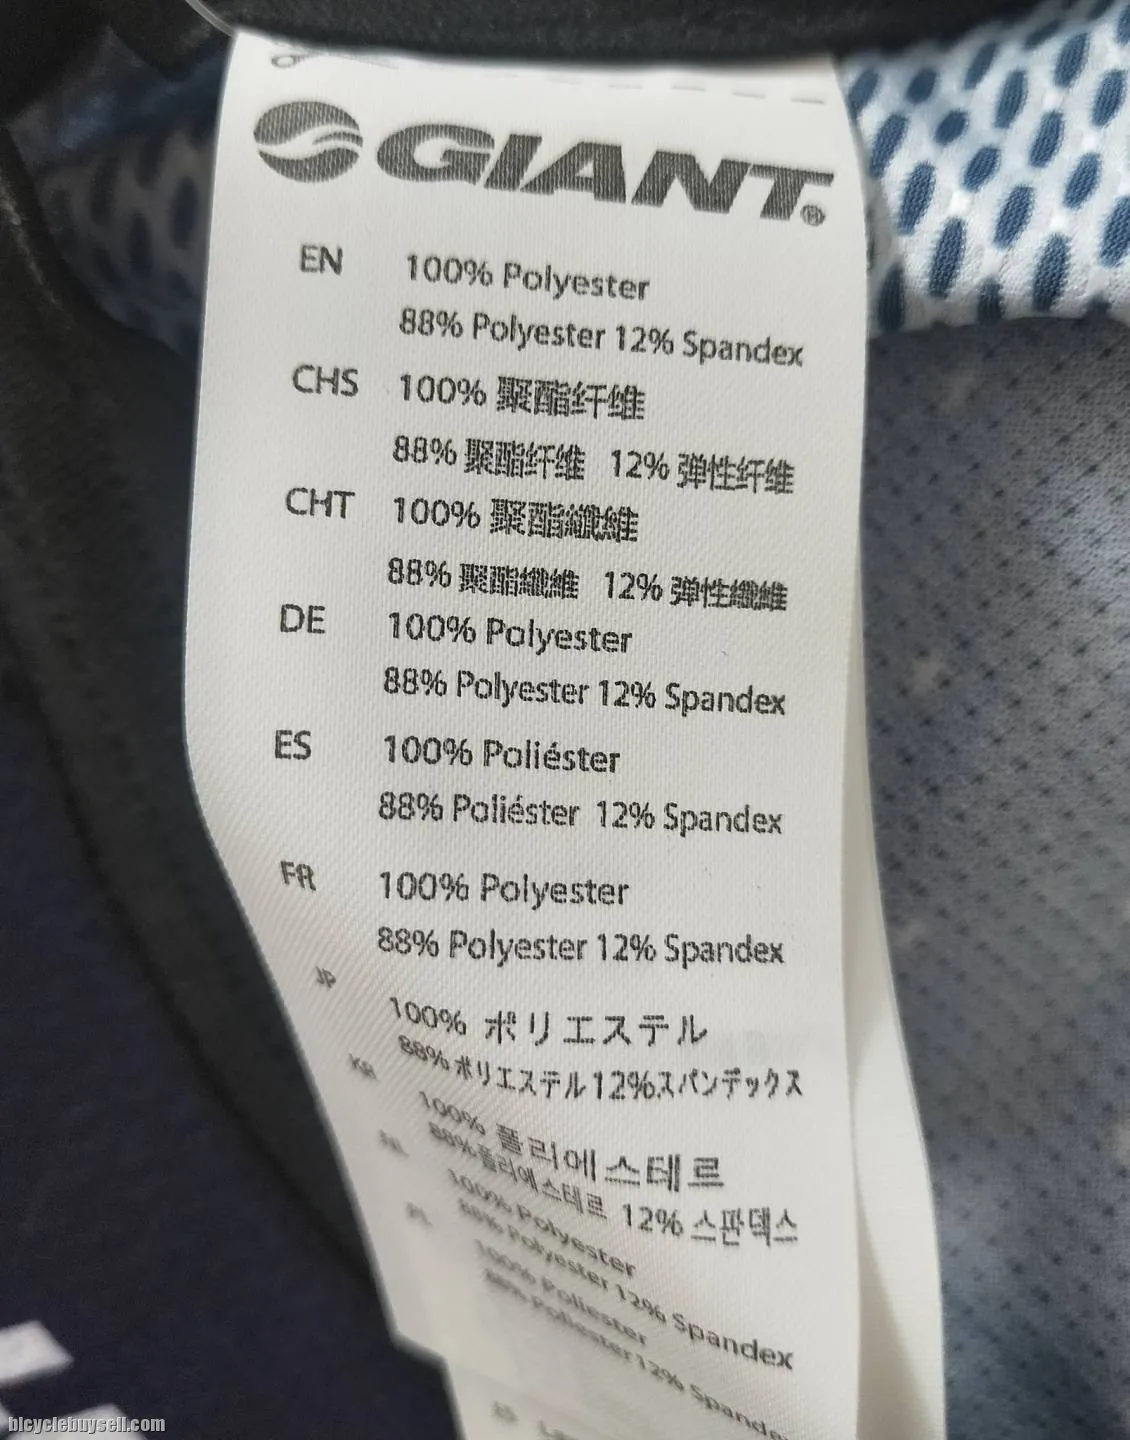 GIANT®
EN 100% Polyester
88% Polyester 12% Spandex
CHS 100% 聚酯纤维
88% 聚酯纤维 12% 弹性纤维
CHT 100% 聚酯纖維
88% 聚酯纖維 12% 弹性纖維
DE 100% Polyester
88% Polyester 12% Spandex
ES 100% Poliéster
88% Poliéster 12% Spandex
FR 100% Polyester
88% Polyester 12% Spandex
JP 100% ポリエステル
88% ポリエステル 12% スパンデックス
KR 100% 폴리에스테르
88% 폴리에스테르 12% 스판덱스
NL 100% Polyester
88% Polyester 12% Spandex
PL 100% Poliester
88% Poliester 12% Spandex
bicyclebuysell.com